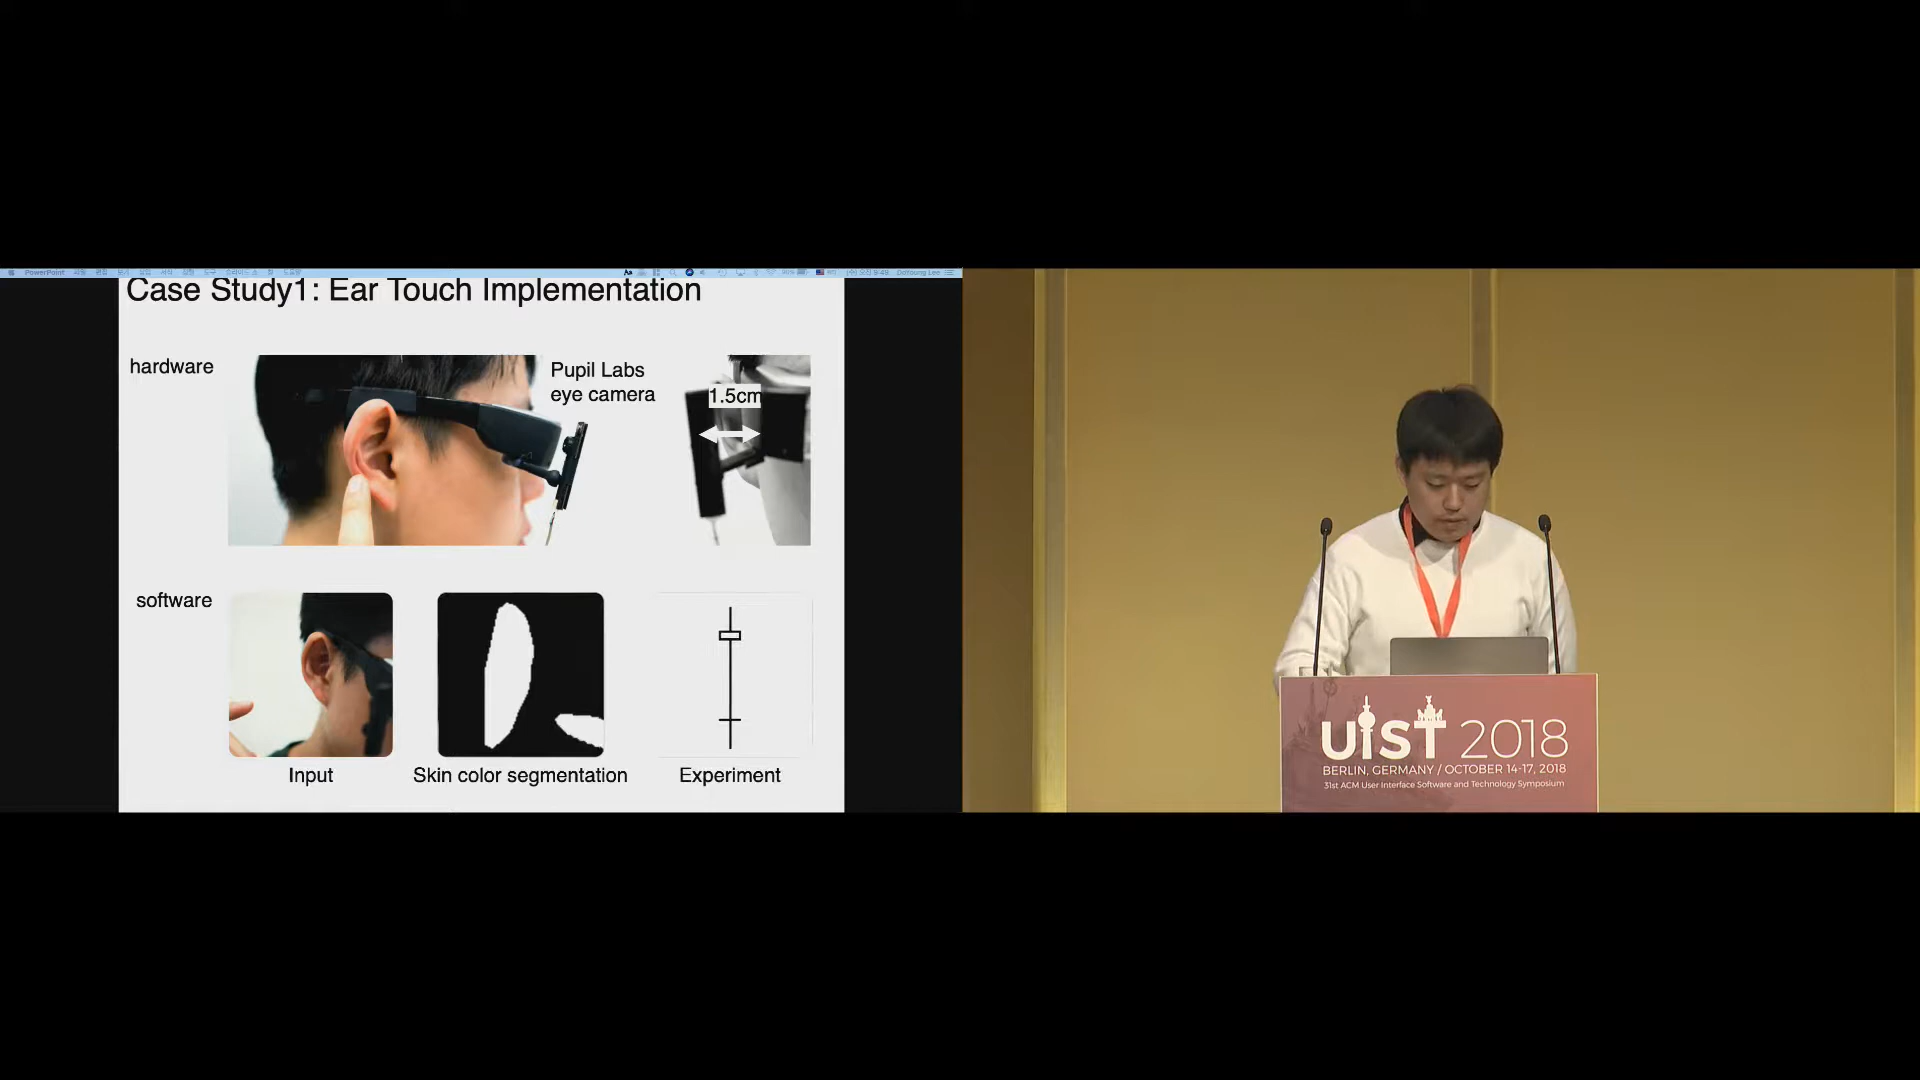 PowerPoint
Case Study1: Ear Touch Implementation
hardware
Pupil Labs
eye camera
1.5cm
software
Input
Skin color segmentation
Experiment
UIST 2018
BERLIN, GERMANY / OCTOBER 14-17, 2018
31st ACM User Interface Software and Technology Symposium